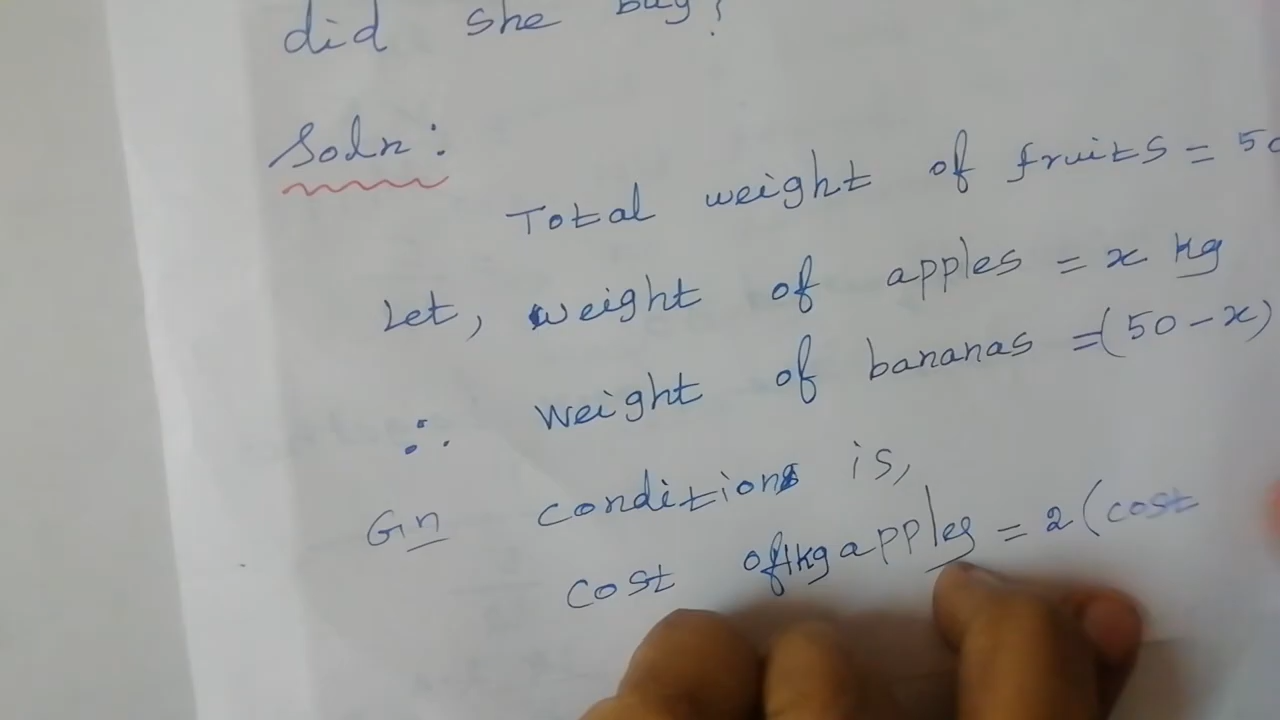 did she buy?
Soln:
Total weight of fruits = 50
Let, weight of apples = x kg
∴ Weight of bananas = (50 - x)
Gn conditions is,
cost of 1kg apples = 2 (cost